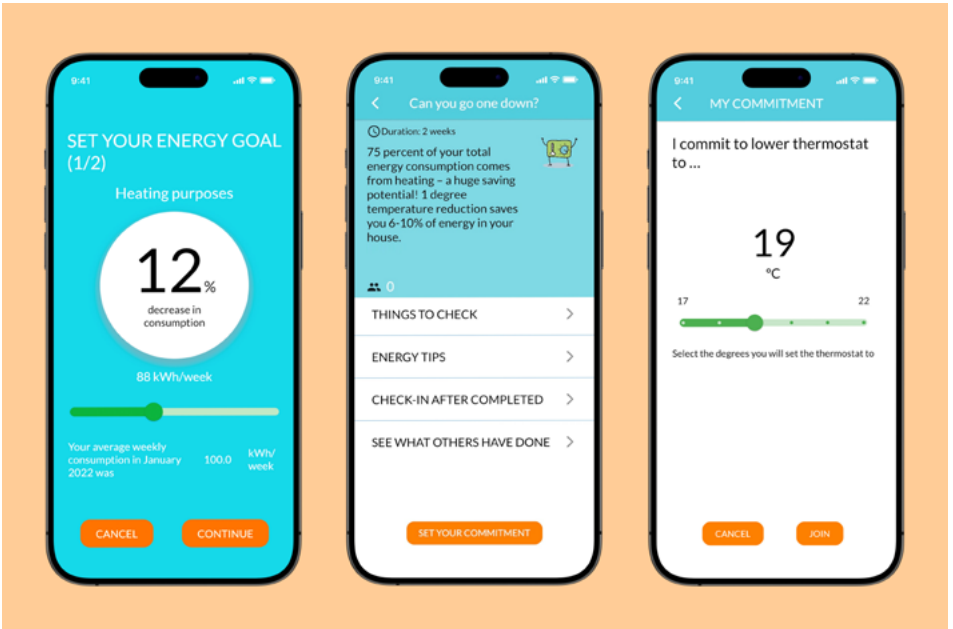 9:41
SET YOUR ENERGY GOAL
(1/2)
Heating purposes
12%
decrease in
consumption
88 kWh/week
Your average weekly
consumption in January
2022 was
100.0
kWh/
week
CANCEL
CONTINUE
9:41
Can you go one down?
Duration: 2 weeks
75 percent of your total
energy consumption comes
from heating – a huge saving
potential! 1 degree
temperature reduction saves
you 6-10% of energy in your
house.
0
THINGS TO CHECK
ENERGY TIPS
CHECK-IN AFTER COMPLETED
SEE WHAT OTHERS HAVE DONE
SET YOUR COMMITMENT
9:41
MY COMMITMENT
I commit to lower thermostat
to ...
19
°C
17
22
Select the degrees you will set the thermostat to
CANCEL
JOIN